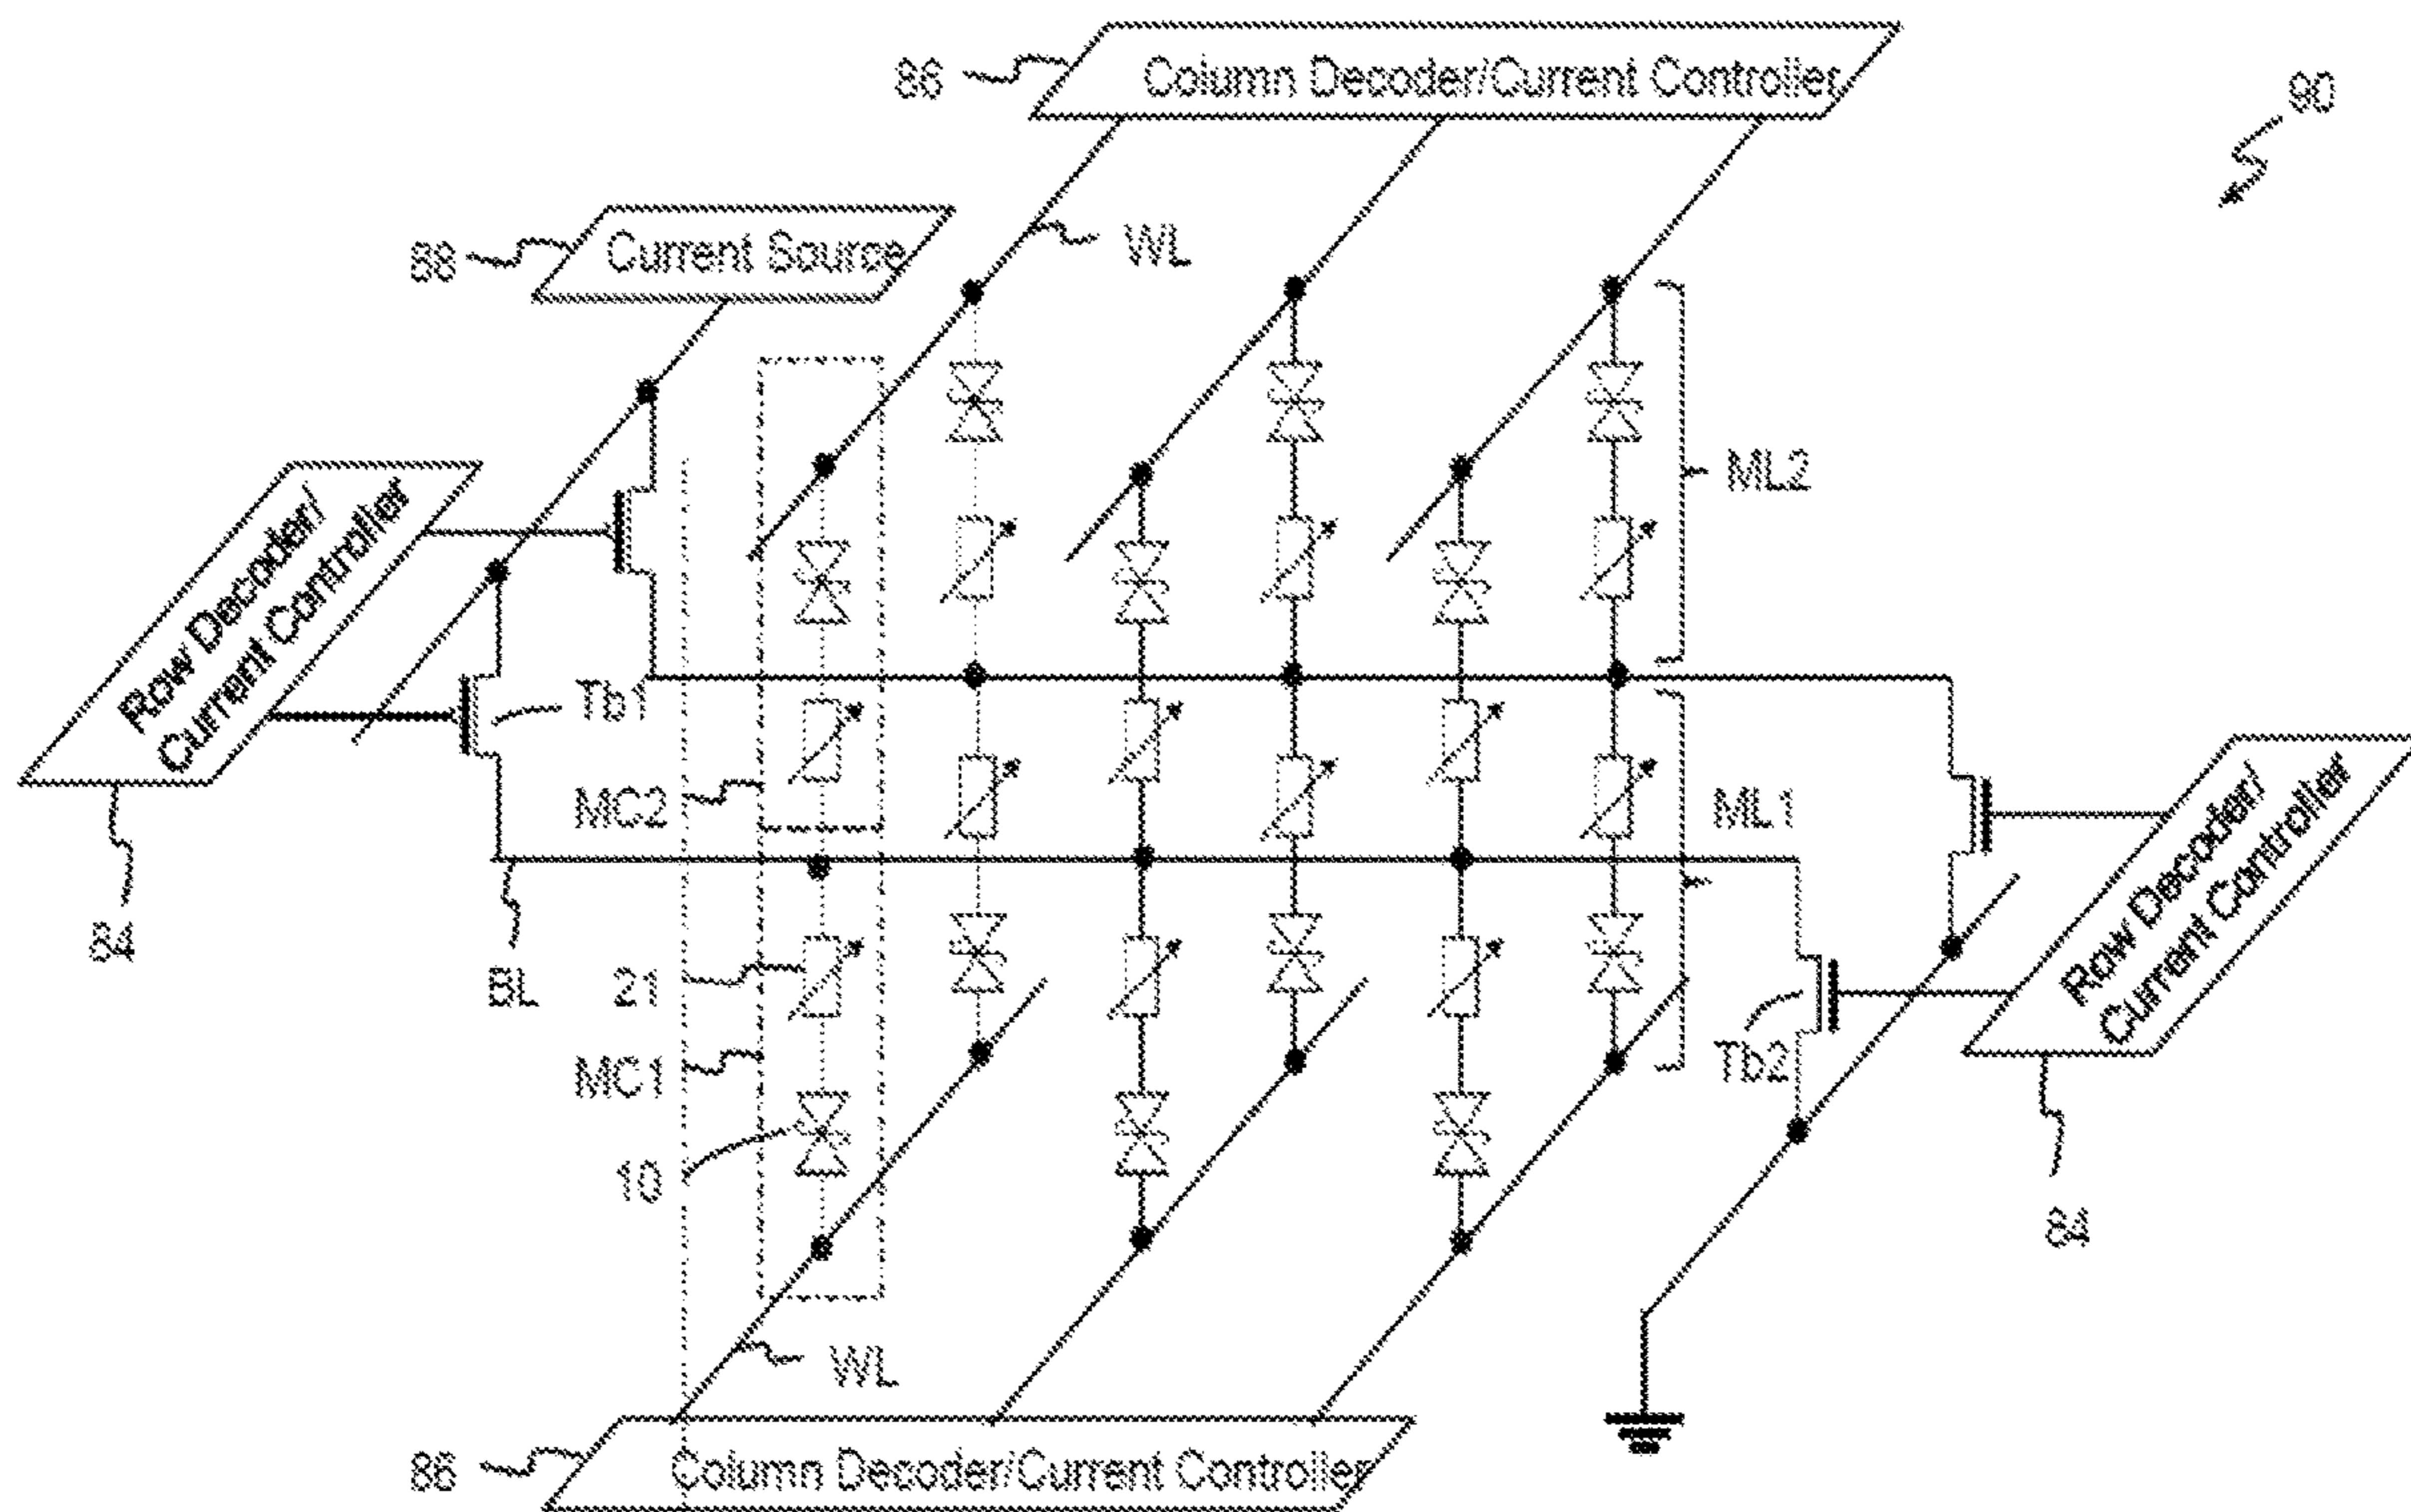 86
Column Decoder/Current Controller
90
88
Current Source
WL
ML2
Row Decoder/
Current Controller
Tb1
MC2
ML1
Row Decoder/
Current Controller
84
BL
21
MC1
Tb2
10
84
WL
86
Column Decoder/Current Controller